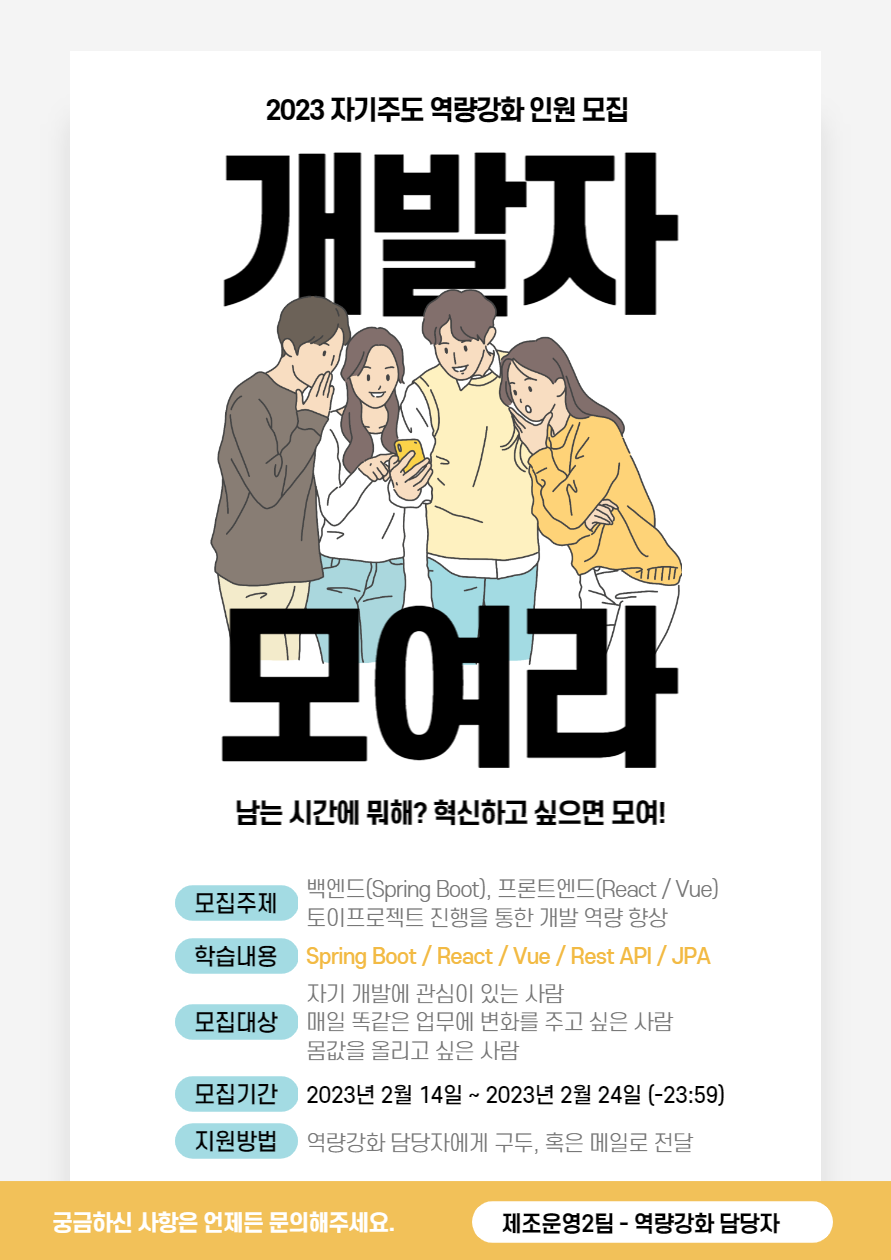 2023 자기주도 역량강화 인원 모집
개발자
모여라
남는 시간에 뭐해? 혁신하고 싶으면 모여!
모집주제
백엔드(Spring Boot), 프론트엔드(React / Vue)
토이프로젝트 진행을 통한 개발 역량 향상
학습내용
Spring Boot / React / Vue / Rest API / JPA
모집대상
자기 개발에 관심이 있는 사람
매일 똑같은 업무에 변화를 주고 싶은 사람
몸값을 올리고 싶은 사람
모집기간
2023년 2월 14일 ~ 2023년 2월 24일 (-23:59)
지원방법
역량강화 담당자에게 구두, 혹은 메일로 전달
궁금하신 사항은 언제든 문의해주세요.
제조운영2팀 - 역량강화 담당자